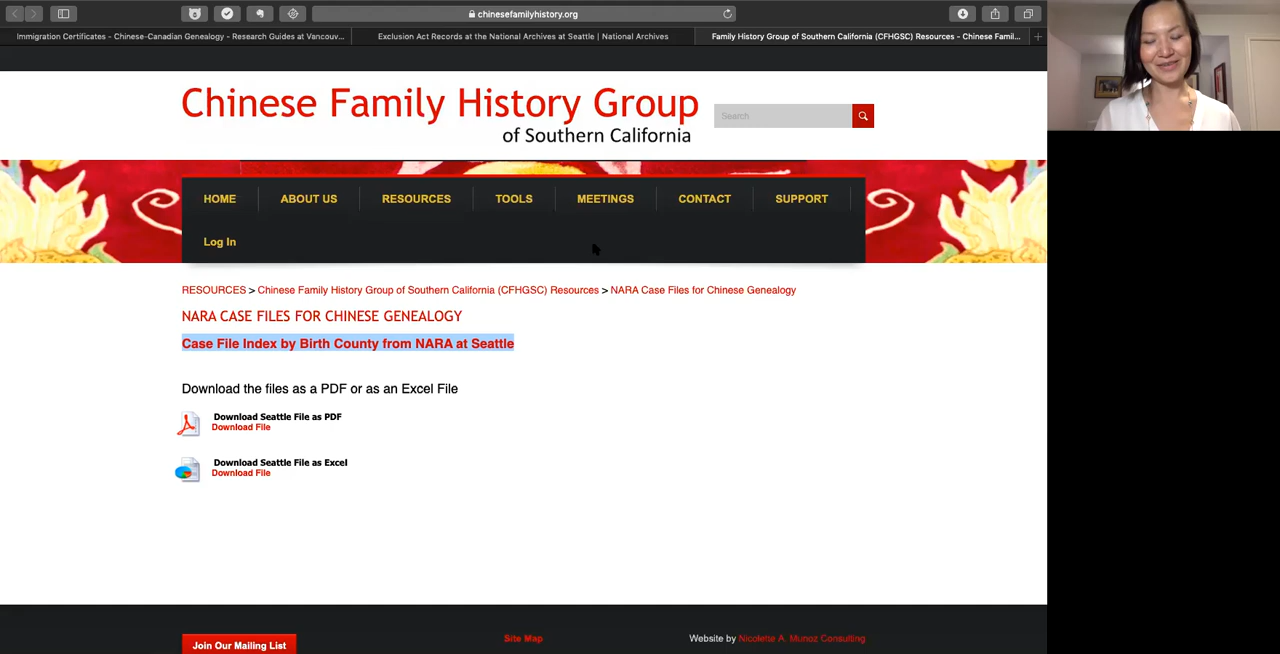 chinesefamilyhistory.org
Immigration Certificates - Chinese-Canadian Genealogy - Research Guides at Vancouv...
Exclusion Act Records at the National Archives at Seattle | National Archives
Family History Group of Southern California (CFHGSC) Resources - Chinese Famil...
Chinese Family History Group
of Southern California
Search
HOME
ABOUT US
RESOURCES
TOOLS
MEETINGS
CONTACT
SUPPORT
Log In
RESOURCES > Chinese Family History Group of Southern California (CFHGSC) Resources > NARA Case Files for Chinese Genealogy
NARA CASE FILES FOR CHINESE GENEALOGY
Case File Index by Birth County from NARA at Seattle
Download the files as a PDF or as an Excel File
Download Seattle File as PDF
Download File
Download Seattle File as Excel
Download File
Join Our Mailing List
Site Map
Website by Nicolette A. Munoz Consulting